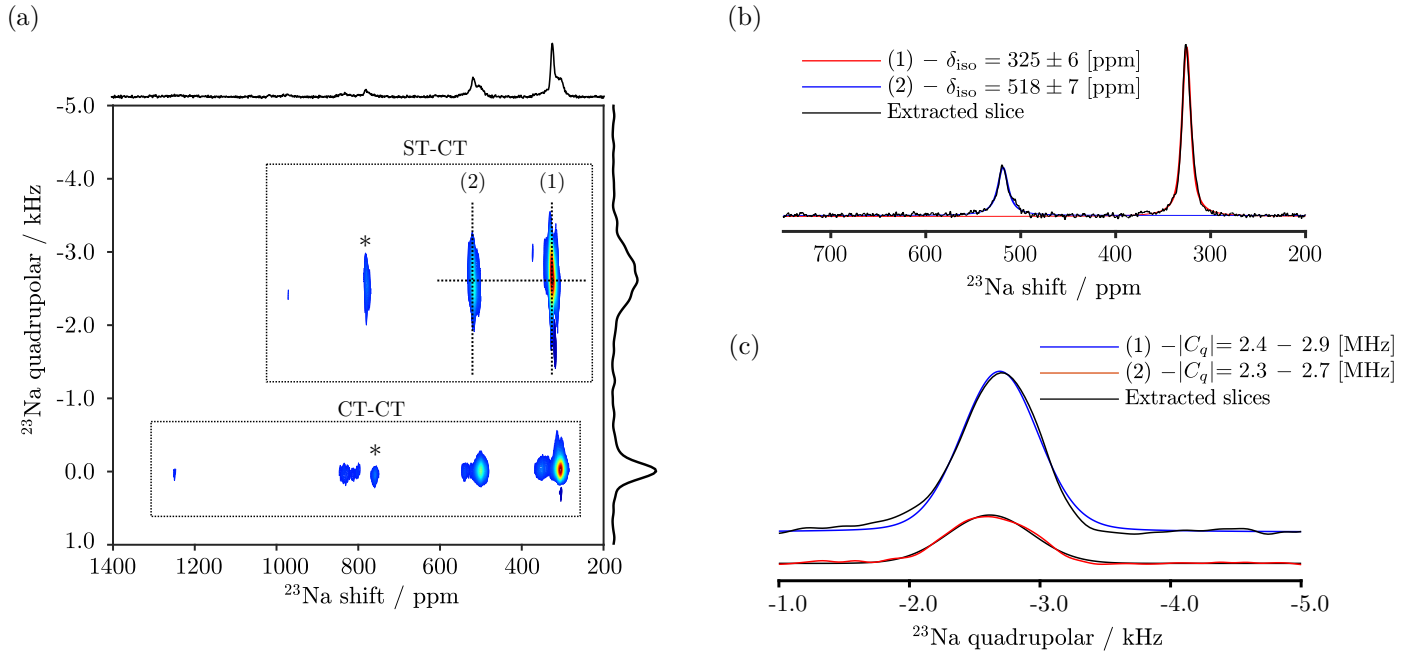 (a)
ST-CT
(2)
(1)
*
CT-CT
*
-5.0
-4.0
-3.0
-2.0
-1.0
0.0
1.0
²³Na quadrupolar / kHz
1400
1200
1000
800
600
400
200
²³Na shift / ppm
(b)
(1) − δiso = 325 ± 6 [ppm]
(2) − δiso = 518 ± 7 [ppm]
Extracted slice
700
600
500
400
300
200
²³Na shift / ppm
(c)
(1) −|Cq|= 2.4 − 2.9 [MHz]
(2) −|Cq|= 2.3 − 2.7 [MHz]
Extracted slices
-1.0
-2.0
-3.0
-4.0
-5.0
²³Na quadrupolar / kHz